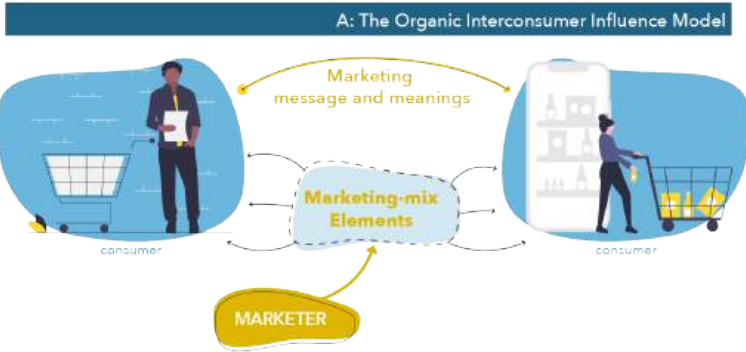 A: The Organic Interconsumer Influence Model
Marketing
message and meanings
Marketing-mix
Elements
consumer
consumer
MARKETER